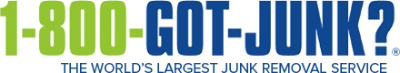 1-800-GOT-JUNK?®
THE WORLD'S LARGEST JUNK REMOVAL SERVICE